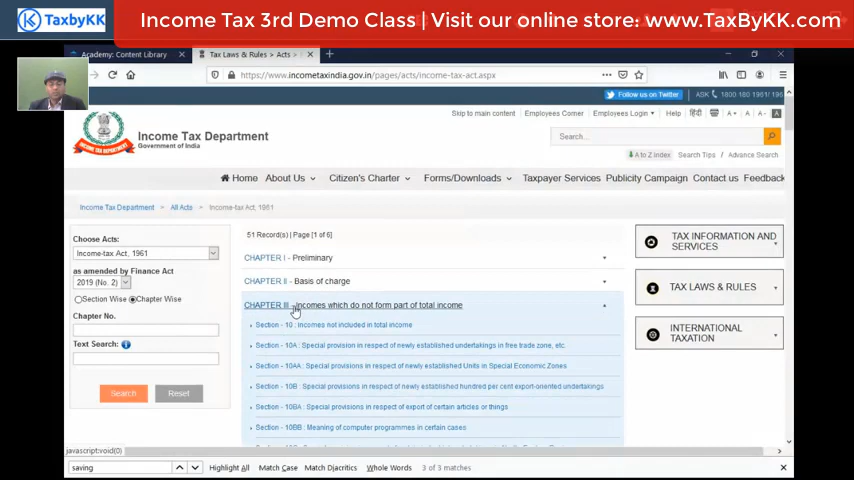 TaxbyKK
Income Tax 3rd Demo Class | Visit our online store: www.TaxByKK.com
Academy: Content Library
Tax Laws & Rules > Acts >
https://www.incometaxindia.gov.in/pages/acts/income-tax-act.aspx
Follow us on Twitter
ASK 1800 180 1961/ 196
Skip to main content
Employees Corner
Employees Login
Help
हिंदी
A+
A
A-
A
Income Tax Department
Government of India
Search...
A to Z index
Search Tips / Advance Search
Home
About Us
Citizen's Charter
Forms/Downloads
Taxpayer Services
Publicity Campaign
Contact us
Feedback
Income Tax Department > All Acts > Income-tax Act, 1961
Choose Acts:
Income-tax Act, 1961
as amended by Finance Act
2019 (No. 2)
Section Wise
Chapter Wise
Chapter No.
Text Search:
Search
Reset
51 Record(s) | Page [1 of 6]
CHAPTER I - Preliminary
CHAPTER II - Basis of charge
CHAPTER III - Incomes which do not form part of total income
Section - 10 : Incomes not included in total income
Section - 10A : Special provision in respect of newly established undertakings in free trade zone, etc.
Section - 10AA : Special provisions in respect of newly established Units in Special Economic Zones
Section - 10B : Special provisions in respect of newly established hundred per cent export-oriented undertakings
Section - 10BA : Special provisions in respect of export of certain articles or things
Section - 10BB : Meaning of computer programmes in certain cases
TAX INFORMATION AND SERVICES
TAX LAWS & RULES
INTERNATIONAL TAXATION
javascript:void(0)
saving
Highlight All
Match Case
Match Diacritics
Whole Words
3 of 3 matches